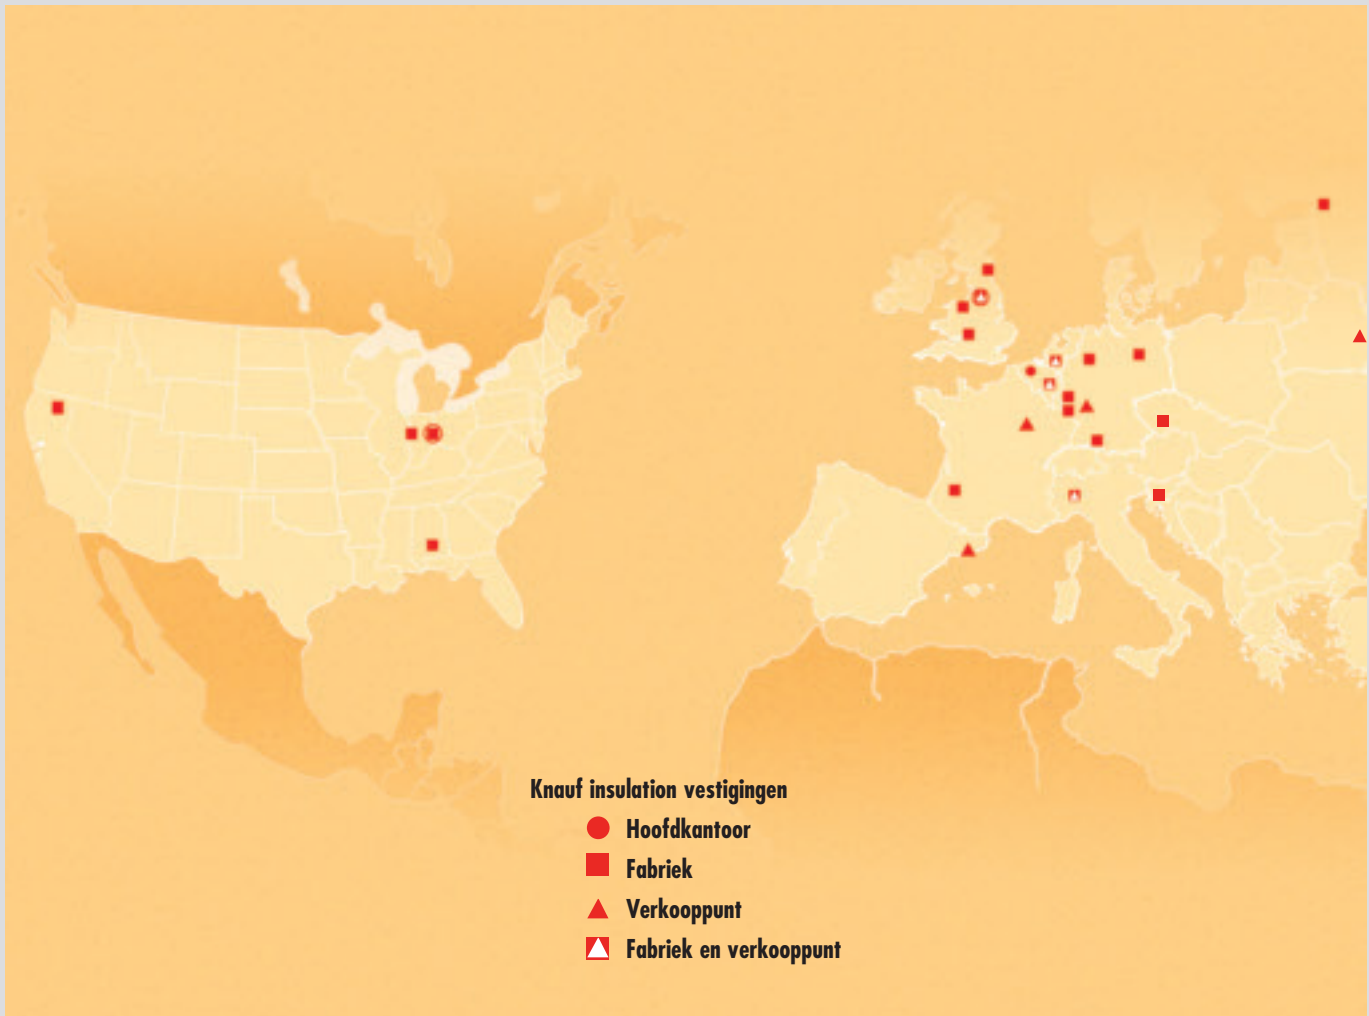 Knauf insulation vestigingen
Hoofdkantoor
Fabriek
Verkooppunt
Fabriek en verkooppunt